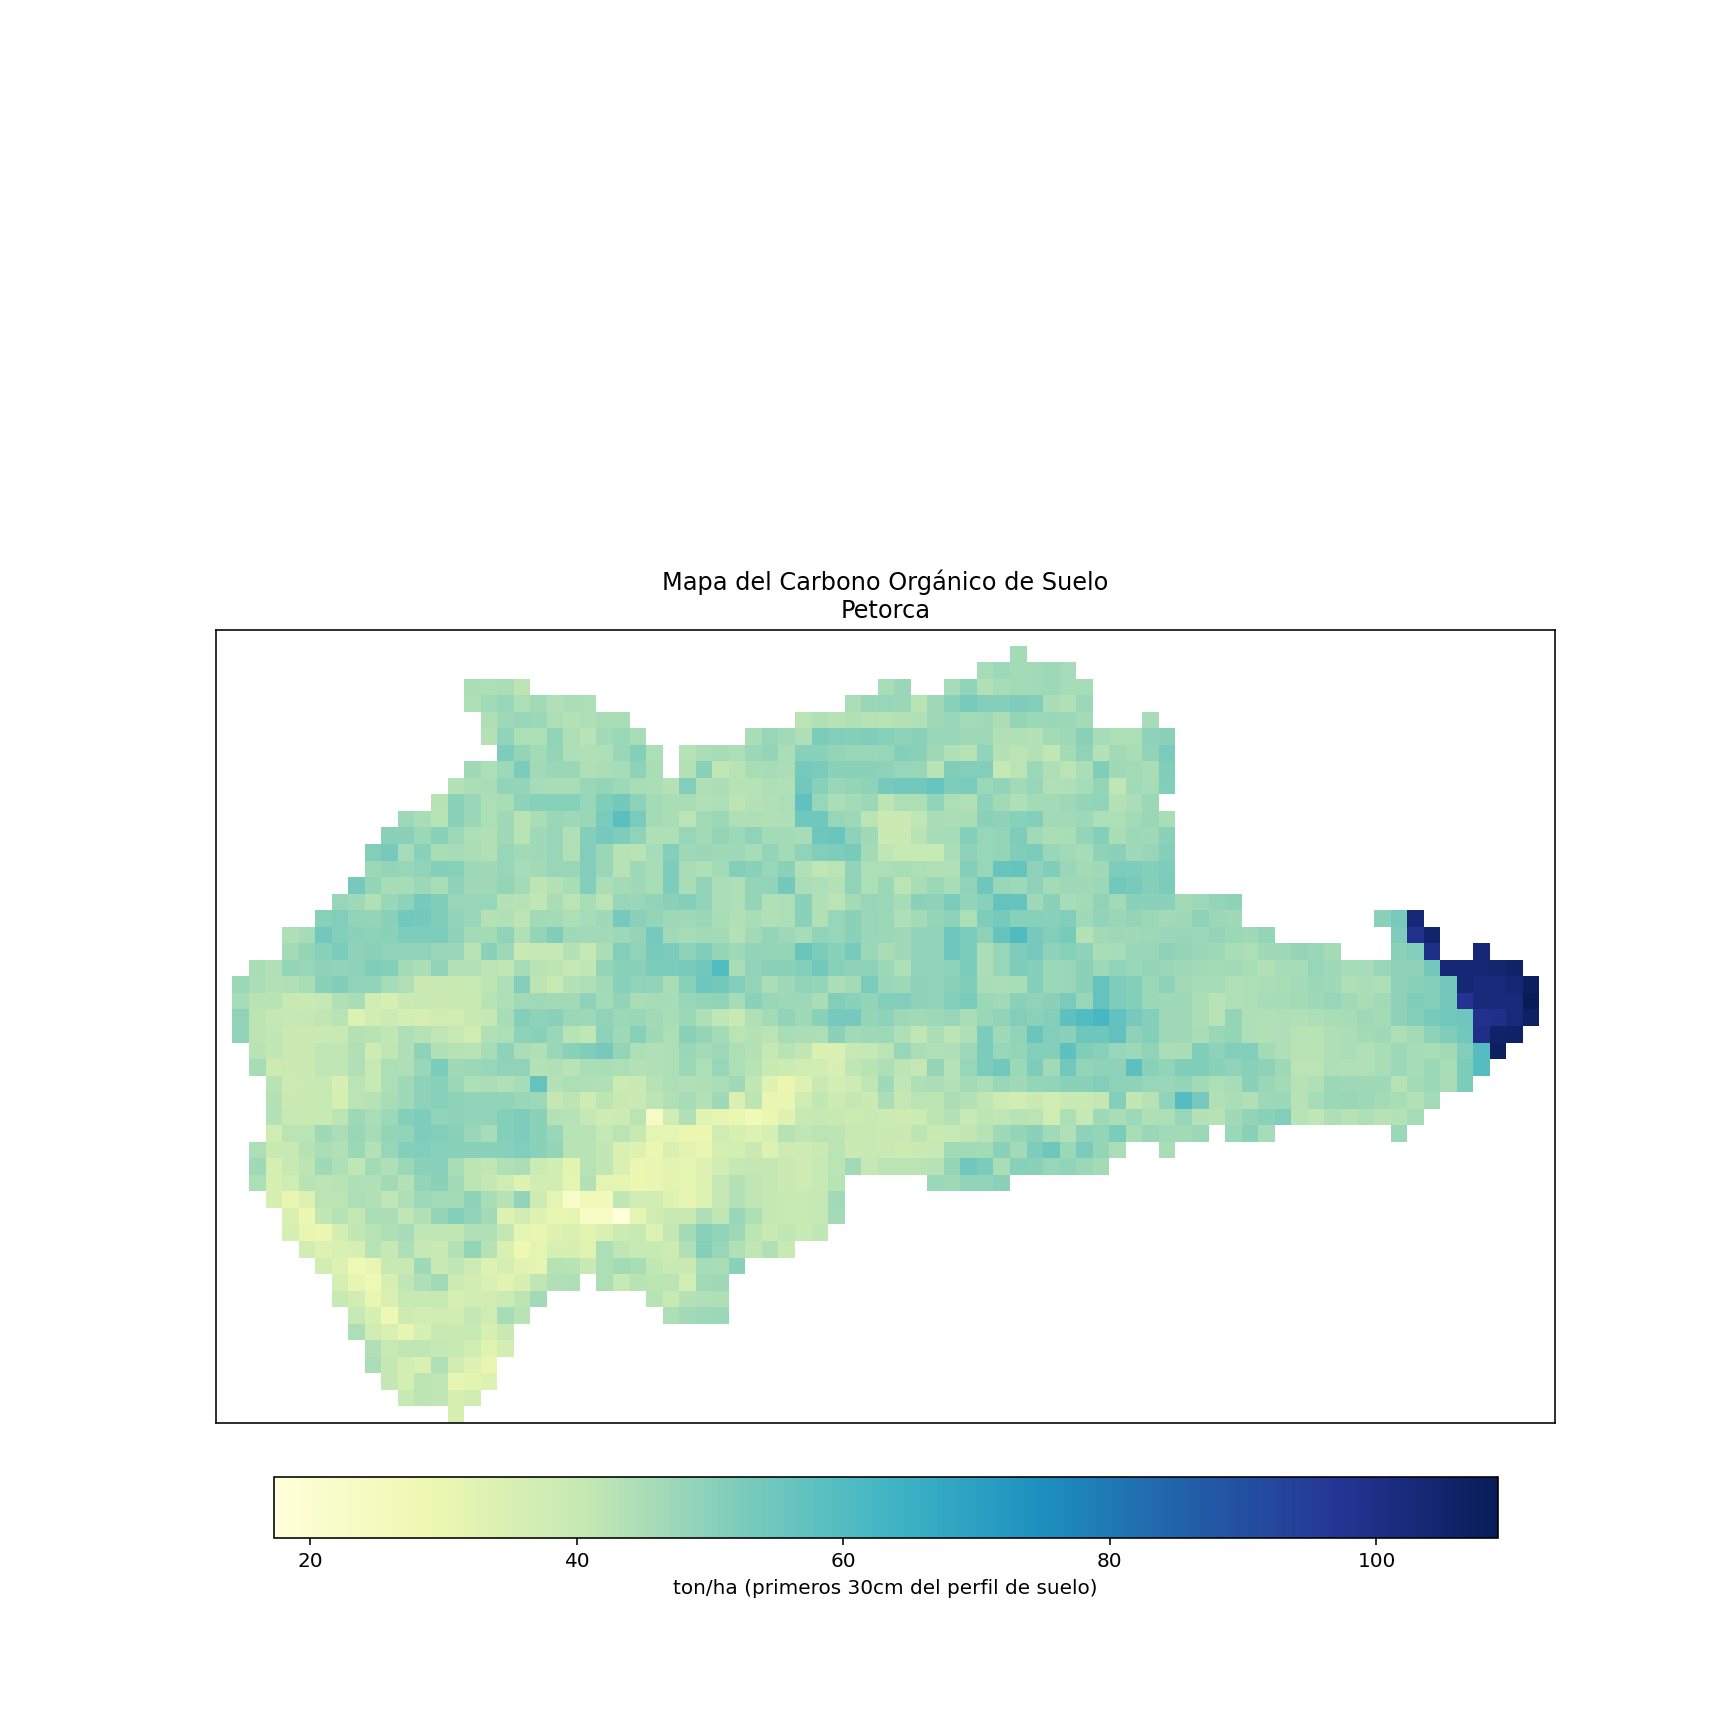 Mapa del Carbono Orgánico de Suelo
Petorca
20 40 60 80 100
ton/ha (primeros 30cm del perfil de suelo)